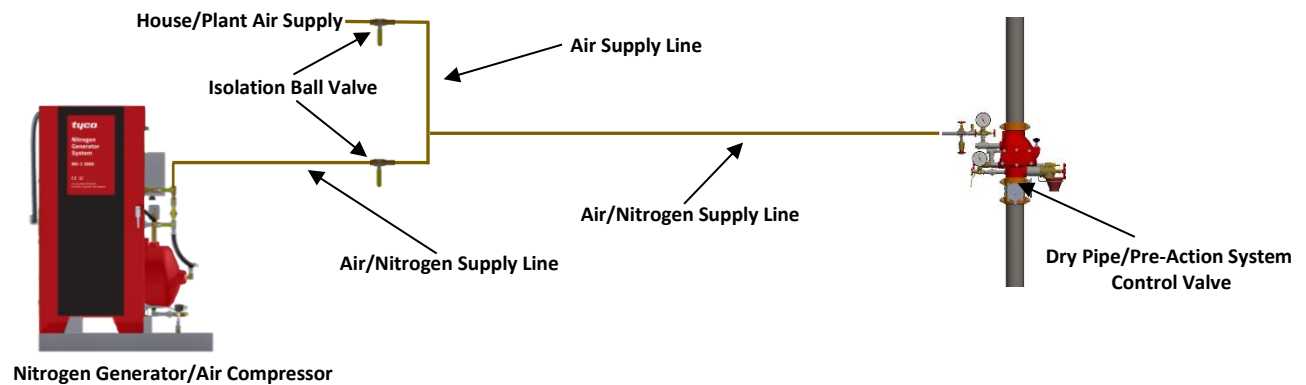 House/Plant Air Supply
Air Supply Line
Isolation Ball Valve
tyco
Nitrogen
Generator
System
Air/Nitrogen Supply Line
Air/Nitrogen Supply Line
Dry Pipe/Pre-Action System
Control Valve
Nitrogen Generator/Air Compressor